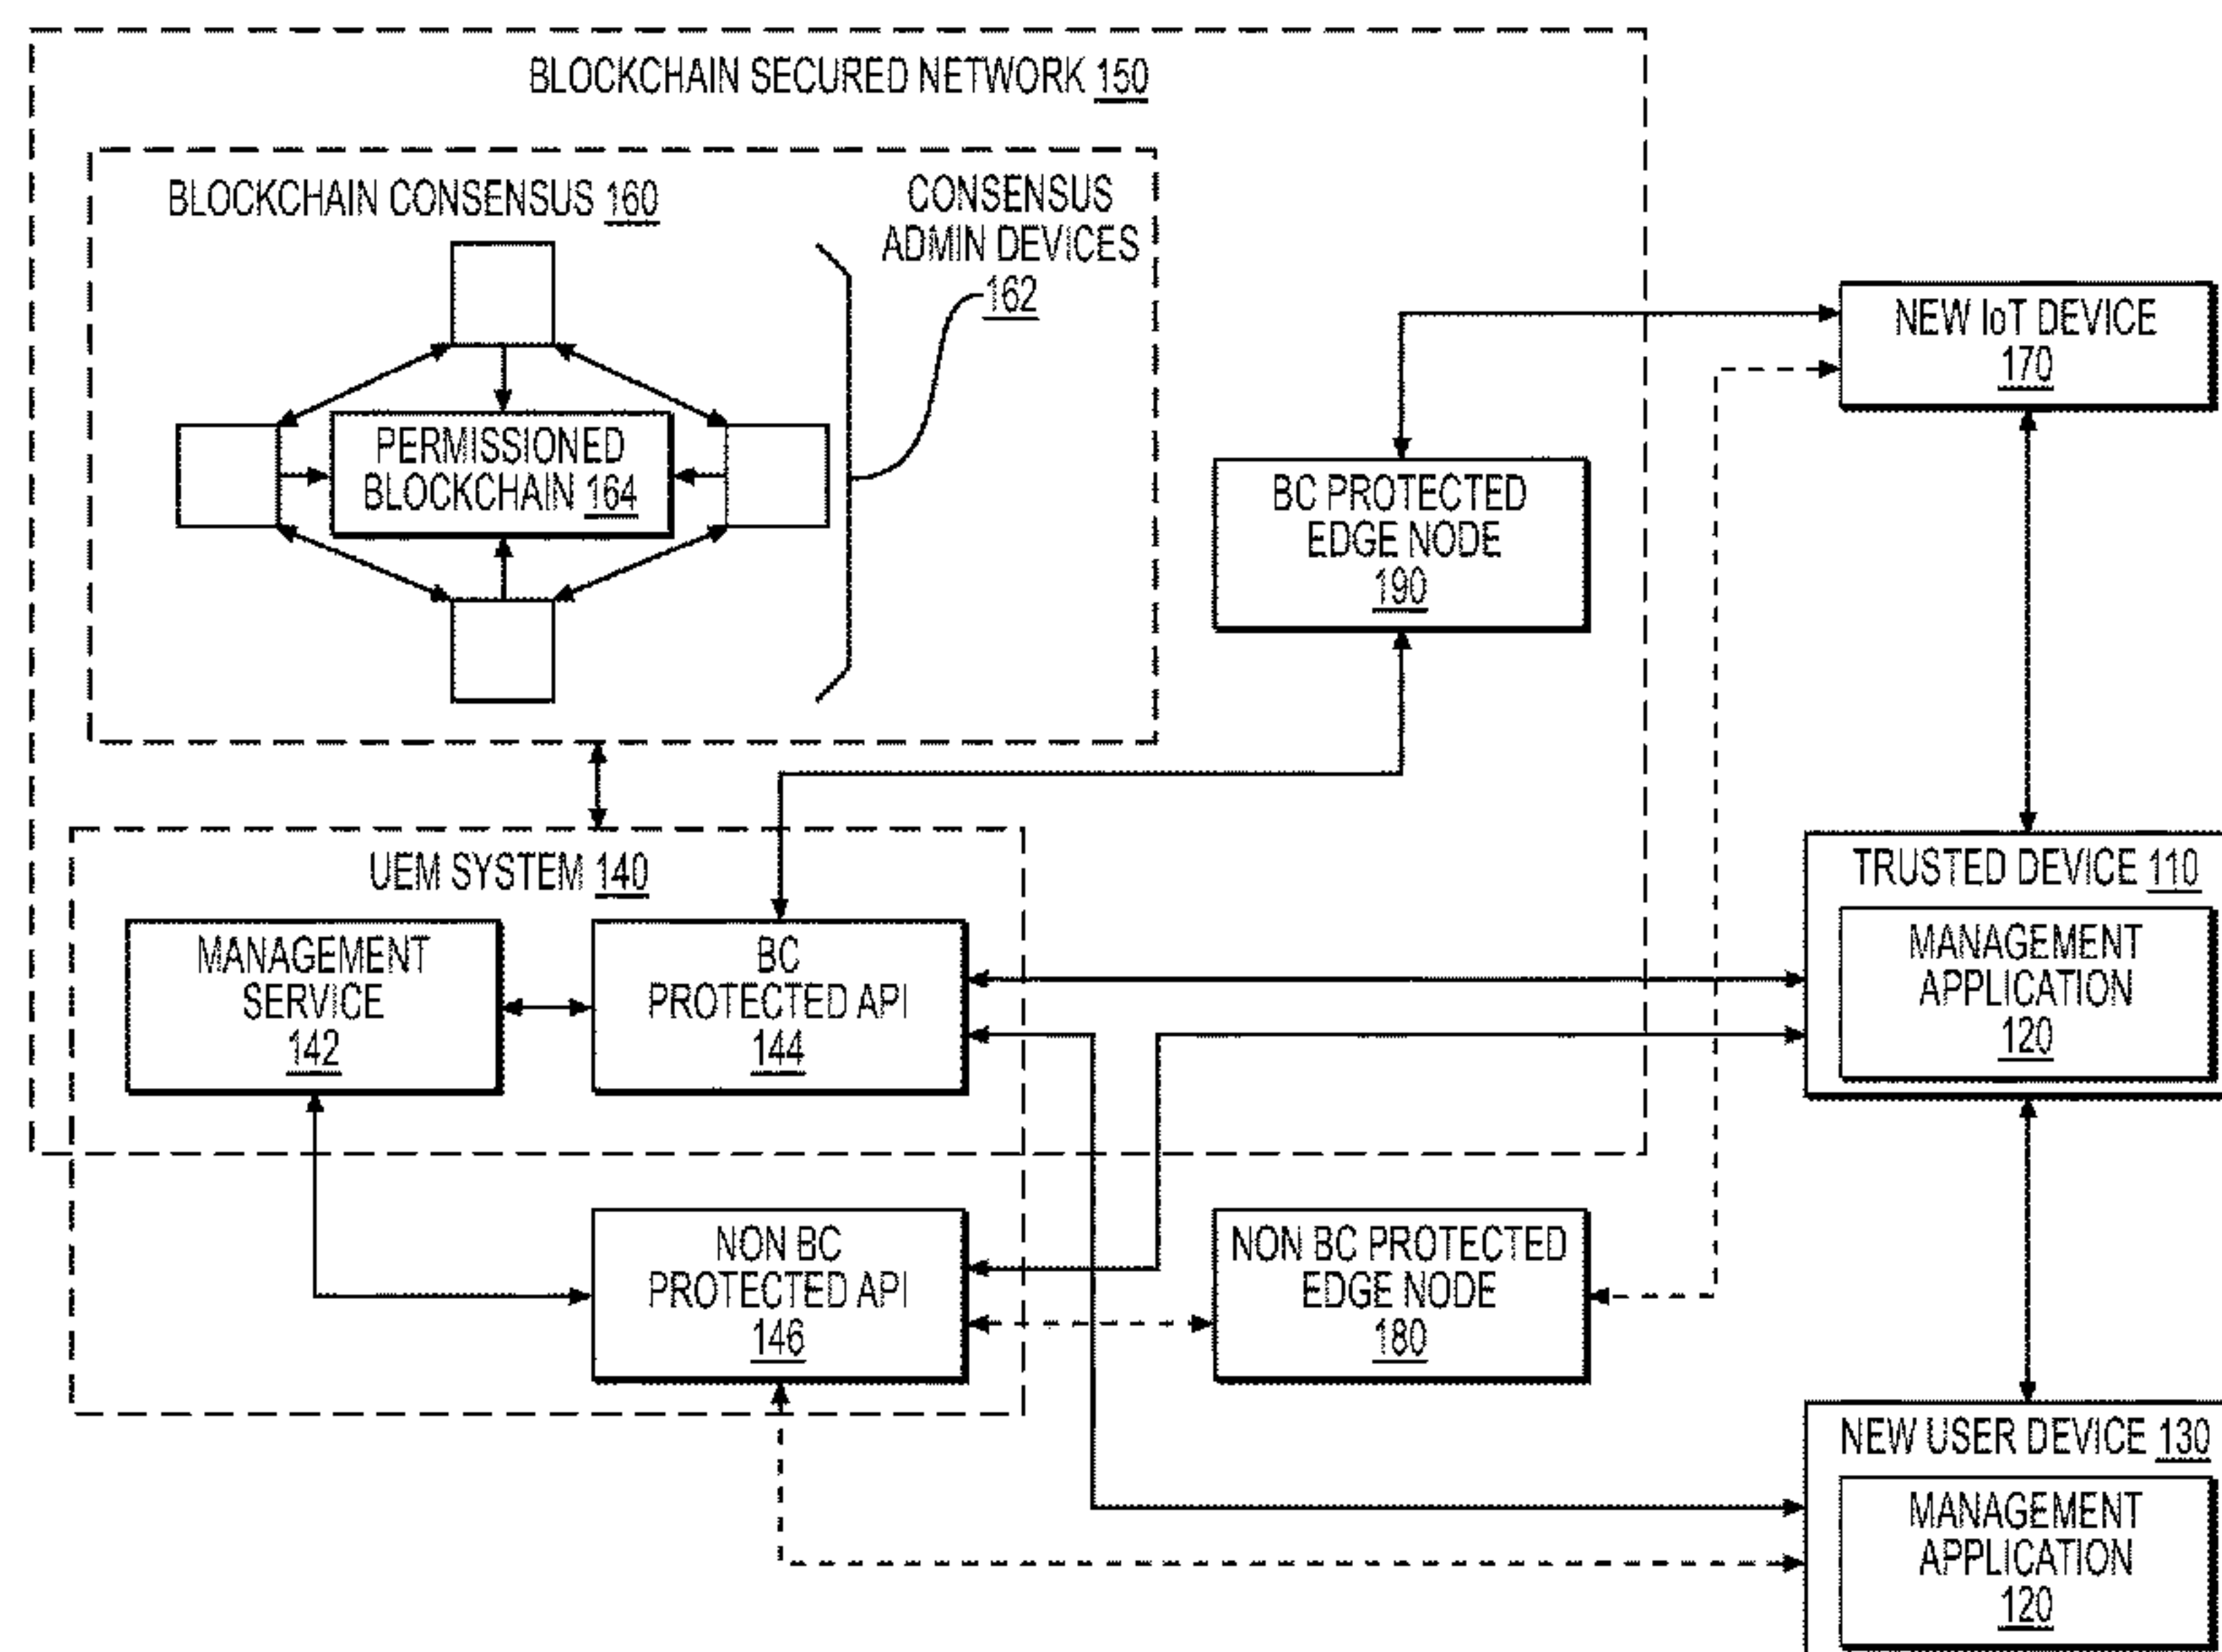 BLOCKCHAIN SECURED NETWORK 150
BLOCKCHAIN CONSENSUS 160
CONSENSUS
ADMIN DEVICES
162
PERMISSIONED
BLOCKCHAIN 164
NEW IoT DEVICE
170
BC PROTECTED
EDGE NODE
190
UEM SYSTEM 140
MANAGEMENT
SERVICE
142
BC
PROTECTED API
144
TRUSTED DEVICE 110
MANAGEMENT
APPLICATION
120
NON BC
PROTECTED API
146
NON BC PROTECTED
EDGE NODE
180
NEW USER DEVICE 130
MANAGEMENT
APPLICATION
120